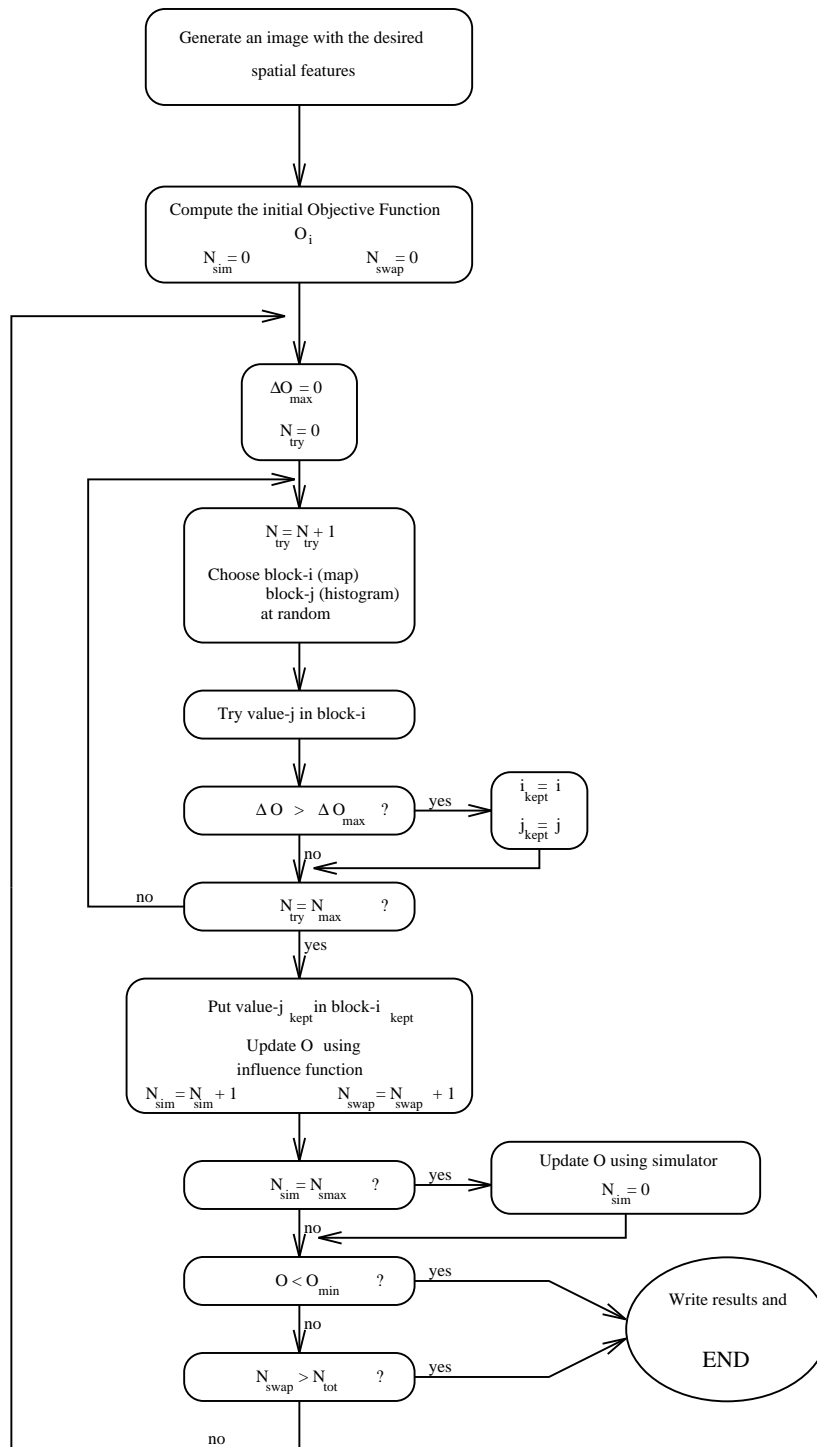 Generate an image with the desired
spatial features
Compute the initial Objective Function
O i
N sim = 0 N swap = 0
ΔO max = 0
N try = 0
N try = N try + 1
Choose block-i (map)
block-j (histogram)
at random
Try value-j in block-i
Δ O > Δ O max ?
yes
i kept = i
j kept = j
no
N try = N max ?
no
yes
Put value-j kept in block-i kept
Update O using
influence function
N sim = N sim + 1 N swap = N swap + 1
N sim = N smax ?
yes
Update O using simulator
N sim = 0
no
O < O min ?
yes
Write results and
END
no
N swap > N tot ?
yes
no